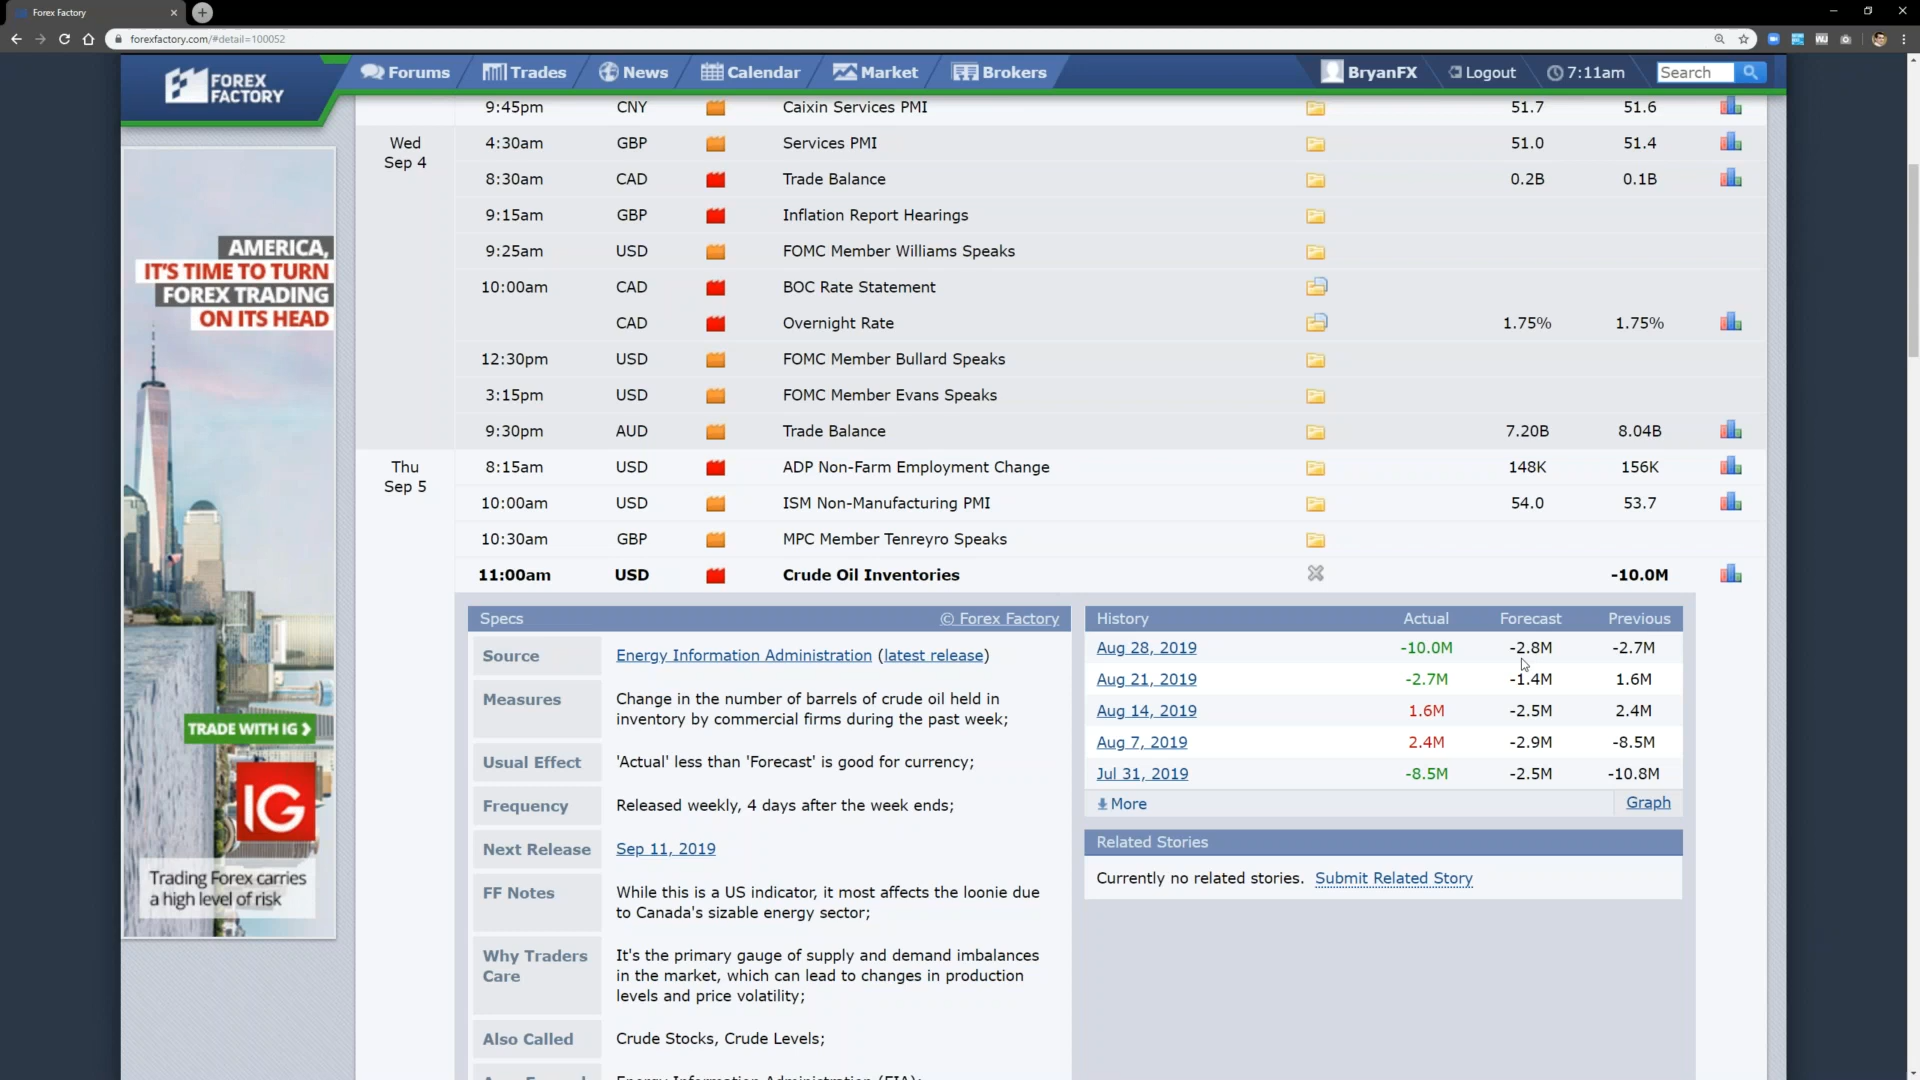 Forex Factory
forexfactory.com/#detail=100052
FOREX FACTORY
Forums Trades News Calendar Market Brokers BryanFX Logout 7:11am Search
9:45pm CNY Caixin Services PMI 51.7 51.6
Wed Sep 4 4:30am GBP Services PMI 51.0 51.4
8:30am CAD Trade Balance 0.2B 0.1B
9:15am GBP Inflation Report Hearings
9:25am USD FOMC Member Williams Speaks
10:00am CAD BOC Rate Statement
CAD Overnight Rate 1.75% 1.75%
12:30pm USD FOMC Member Bullard Speaks
3:15pm USD FOMC Member Evans Speaks
9:30pm AUD Trade Balance 7.20B 8.04B
Thu Sep 5 8:15am USD ADP Non-Farm Employment Change 148K 156K
10:00am USD ISM Non-Manufacturing PMI 54.0 53.7
10:30am GBP MPC Member Tenreyro Speaks
11:00am USD Crude Oil Inventories -10.0M
Specs © Forex Factory
Source Energy Information Administration (latest release)
Measures Change in the number of barrels of crude oil held in
inventory by commercial firms during the past week;
Usual Effect 'Actual' less than 'Forecast' is good for currency;
Frequency Released weekly, 4 days after the week ends;
Next Release Sep 11, 2019
FF Notes While this is a US indicator, it most affects the loonie due
to Canada's sizable energy sector;
Why Traders Care It's the primary gauge of supply and demand imbalances
in the market, which can lead to changes in production
levels and price volatility;
Also Called Crude Stocks, Crude Levels;
Energy Information Administration (EIA);
History Actual Forecast Previous
Aug 28, 2019 -10.0M -2.8M -2.7M
Aug 21, 2019 -2.7M -1.4M 1.6M
Aug 14, 2019 1.6M -2.5M 2.4M
Aug 7, 2019 2.4M -2.9M -8.5M
Jul 31, 2019 -8.5M -2.5M -10.8M
More Graph
Related Stories
Currently no related stories. Submit Related Story
AMERICA,
IT'S TIME TO TURN
FOREX TRADING
ON ITS HEAD
TRADE WITH IG
IG
Trading Forex carries
a high level of risk